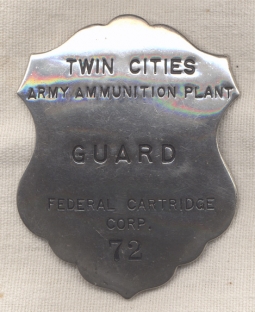 TWIN CITIES
ARMY AMMUNITION PLANT
GUARD
FEDERAL CARTRIDGE
CORP.
72